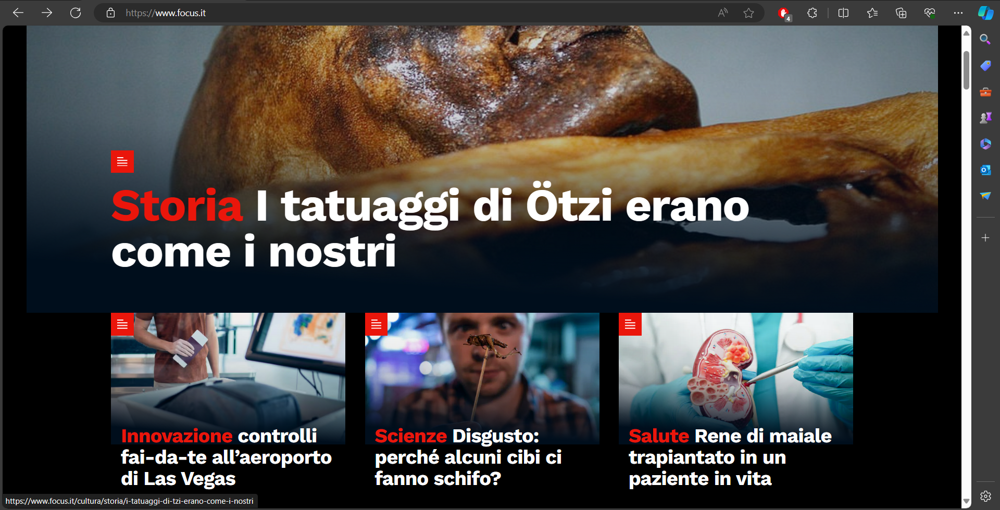 https://www.focus.it
4
Storia I tatuaggi di Ötzi erano
come i nostri
Innovazione controlli
fai-da-te all’aeroporto
di Las Vegas
Scienze Disgusto:
perché alcuni cibi ci
fanno schifo?
Salute Rene di maiale
trapiantato in un
paziente in vita
https://www.focus.it/cultura/storia/i-tatuaggi-di-tzi-erano-come-i-nostri